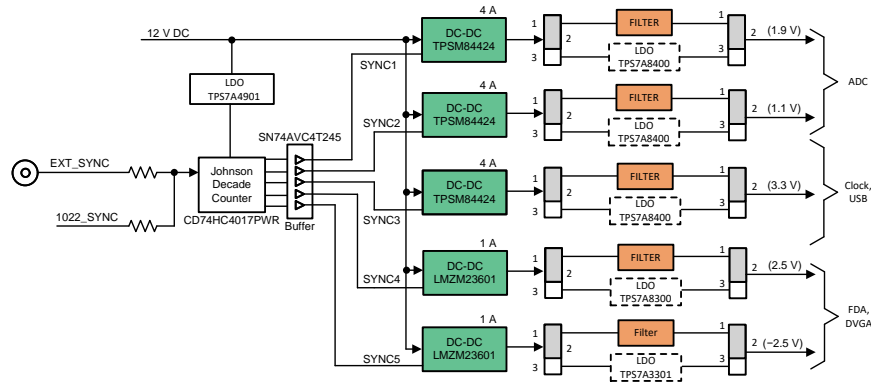 4 A
12 V DC
DC-DC
TPSM84424
SYNC1
1
2
3
FILTER
LDO
TPS7A8400
1
2
3
(1.9 V)
ADC
LDO
TPS7A4901
4 A
DC-DC
TPSM84424
SYNC2
1
2
3
FILTER
LDO
TPS7A8400
1
2
3
(1.1 V)
SN74AVC4T245
EXT_SYNC
Johnson
Decade
Counter
CD74HC4017PWR
Buffer
1022_SYNC
4 A
DC-DC
TPSM84424
SYNC3
1
2
3
FILTER
LDO
TPS7A8400
1
2
3
(3.3 V)
Clock,
USB
1 A
DC-DC
LMZM23601
SYNC4
1
2
3
FILTER
LDO
TPS7A8300
1
2
3
(2.5 V)
FDA,
DVGA
1 A
DC-DC
LMZM23601
SYNC5
1
2
3
Filter
LDO
TPS7A3301
1
2
3
(−2.5 V)